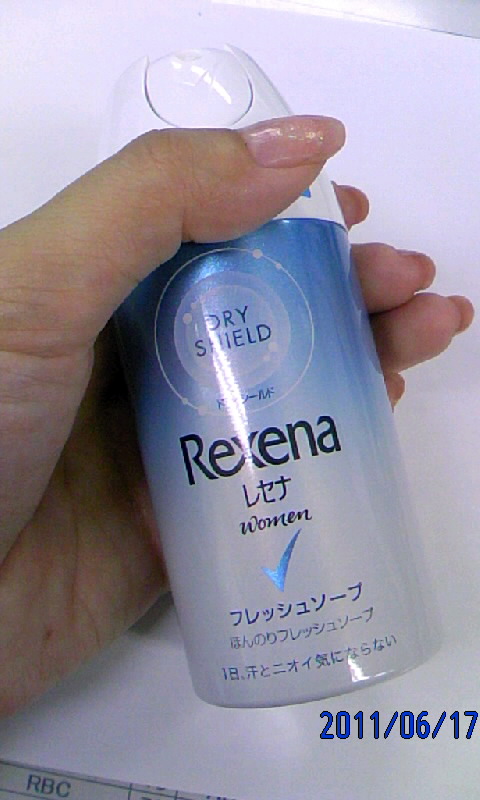 DRY
SHIELD
ドライシールド
Rexena
レセナ
women
フレッシュソープ
ほんのりフレッシュソープ
1日、汗とニオイ気にならない
2011/06/17
RBC